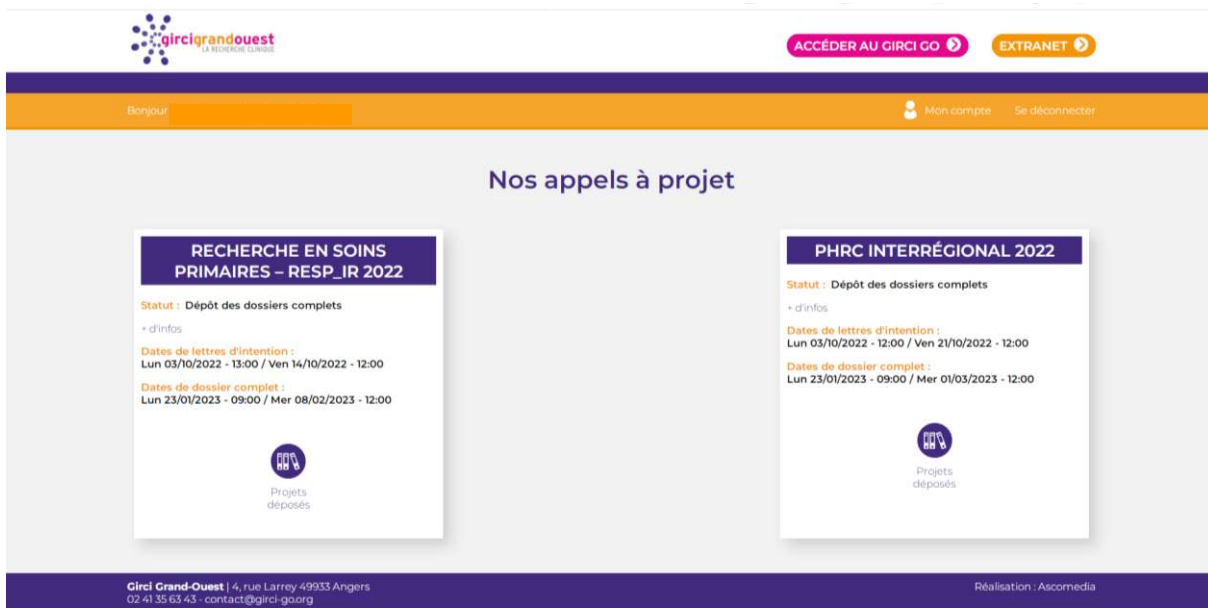 gircigrandouest
LA RECHERCHE CLINIQUE
ACCÉDER AU GIRCI GO
EXTRANET
Bonjour
Mon compte
Se déconnecter
Nos appels à projet
RECHERCHE EN SOINS
PRIMAIRES – RESP_IR 2022
Statut : Dépôt des dossiers complets
+ d'infos
Dates de lettres d'intention :
Lun 03/10/2022 - 13:00 / Ven 14/10/2022 - 12:00
Dates de dossier complet :
Lun 23/01/2023 - 09:00 / Mer 08/02/2023 - 12:00
Projets
déposés
PHRC INTERRÉGIONAL 2022
Statut : Dépôt des dossiers complets
+ d'infos
Dates de lettres d'intention :
Lun 03/10/2022 - 12:00 / Ven 21/10/2022 - 12:00
Dates de dossier complet :
Lun 23/01/2023 - 09:00 / Mer 01/03/2023 - 12:00
Projets
déposés
Girci Grand-Ouest | 4, rue Larrey 49933 Angers
02 41 35 63 43 - contact@girci-go.org
Réalisation : Ascomedia